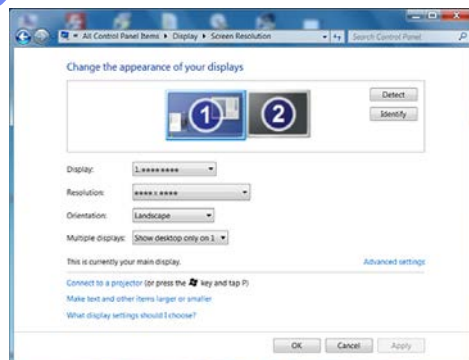 « All Control Panel Items ▸ Display ▸ Screen Resolution
Search Control Panel
Change the appearance of your displays
1
2
Detect
Identify
Display: 1.********
Resolution: **** x ****
Orientation: Landscape
Multiple displays: Show desktop only on 1
This is currently your main display.
Advanced settings
Connect to a projector (or press the key and tap P)
Make text and other items larger or smaller
What display settings should I choose?
OK
Cancel
Apply